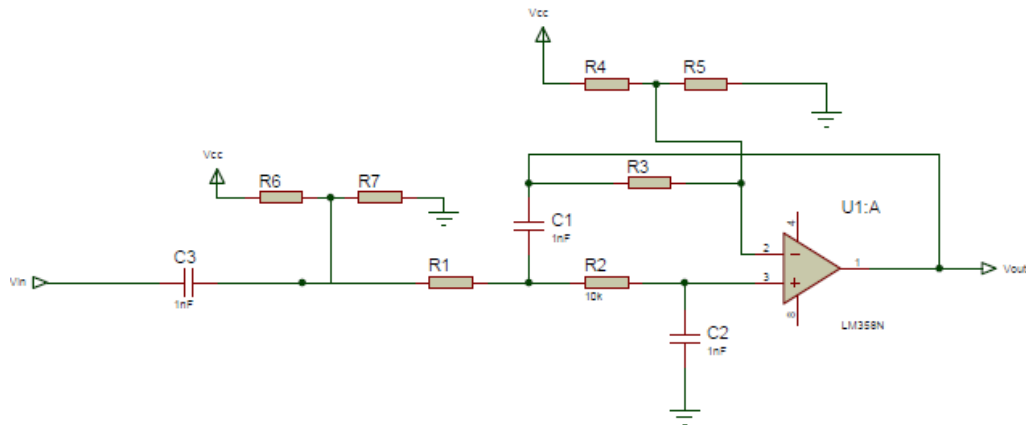 Vcc
R4
R5
Vcc
R6
R7
R3
U1:A
C1
1nF
4
2
3
1
8
C3
1nF
Vin
R1
R2
10k
Vout
LM358N
C2
1nF